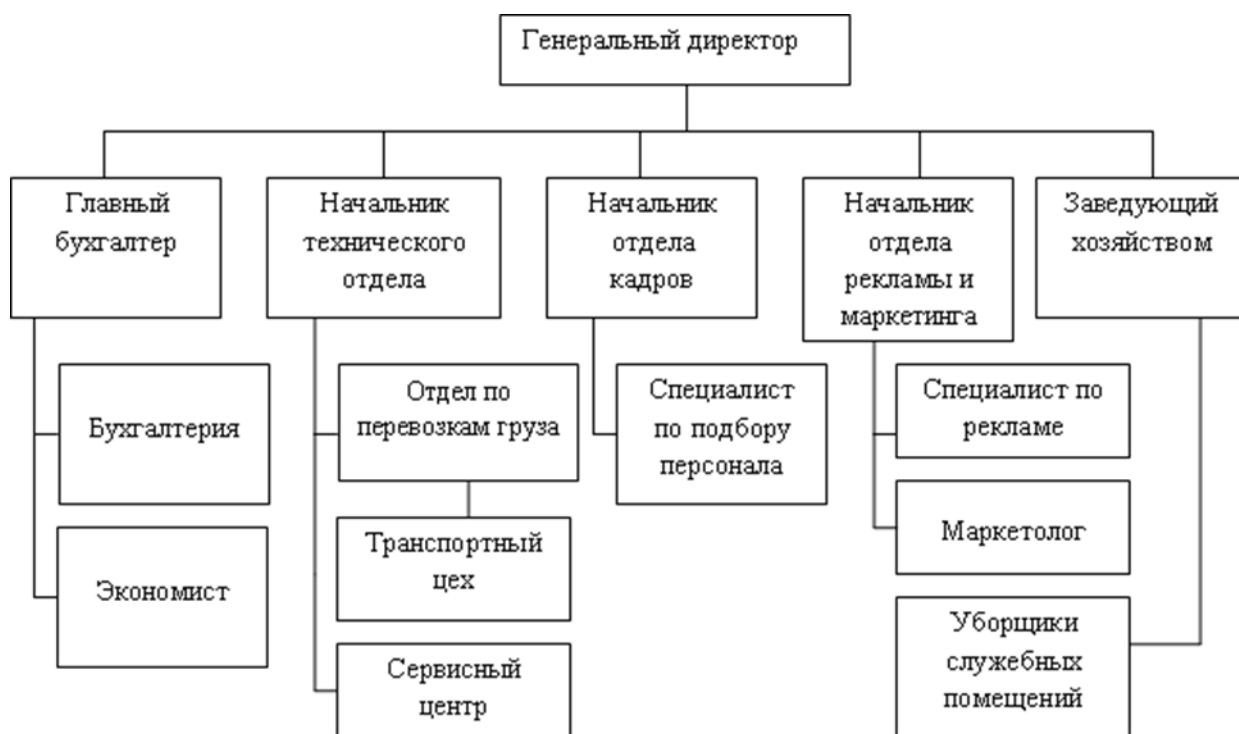 Генеральный директор
Главный
бухгалтер
Начальник
технического
отдела
Начальник
отдела
кадров
Начальник
отдела
рекламы и
маркетинга
Заведующий
хозяйством
Бухгалтерия
Экономист
Отдел по
перевозкам груза
Транспортный
цех
Сервисный
центр
Специалист
по подбору
персонала
Специалист по
рекламе
Маркетолог
Уборщики
служебных
помещений